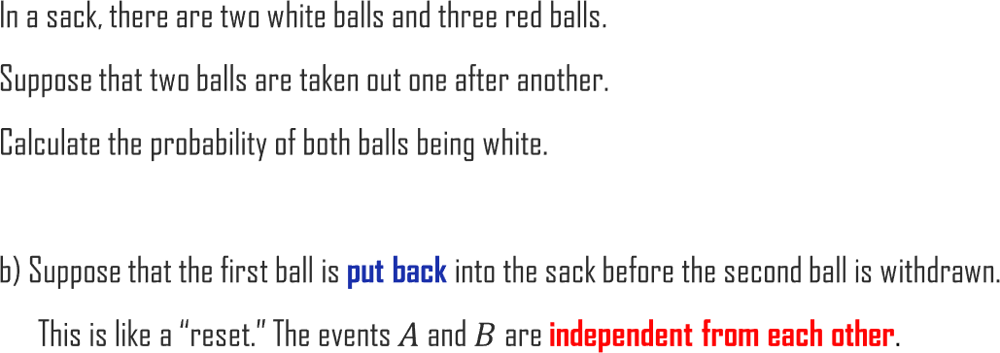 In a sack, there are two white balls and three red balls.
Suppose that two balls are taken out one after another.
Calculate the probability of both balls being white.
b) Suppose that the first ball is put back into the sack before the second ball is withdrawn.
This is like a “reset.” The events A and B are independent from each other.